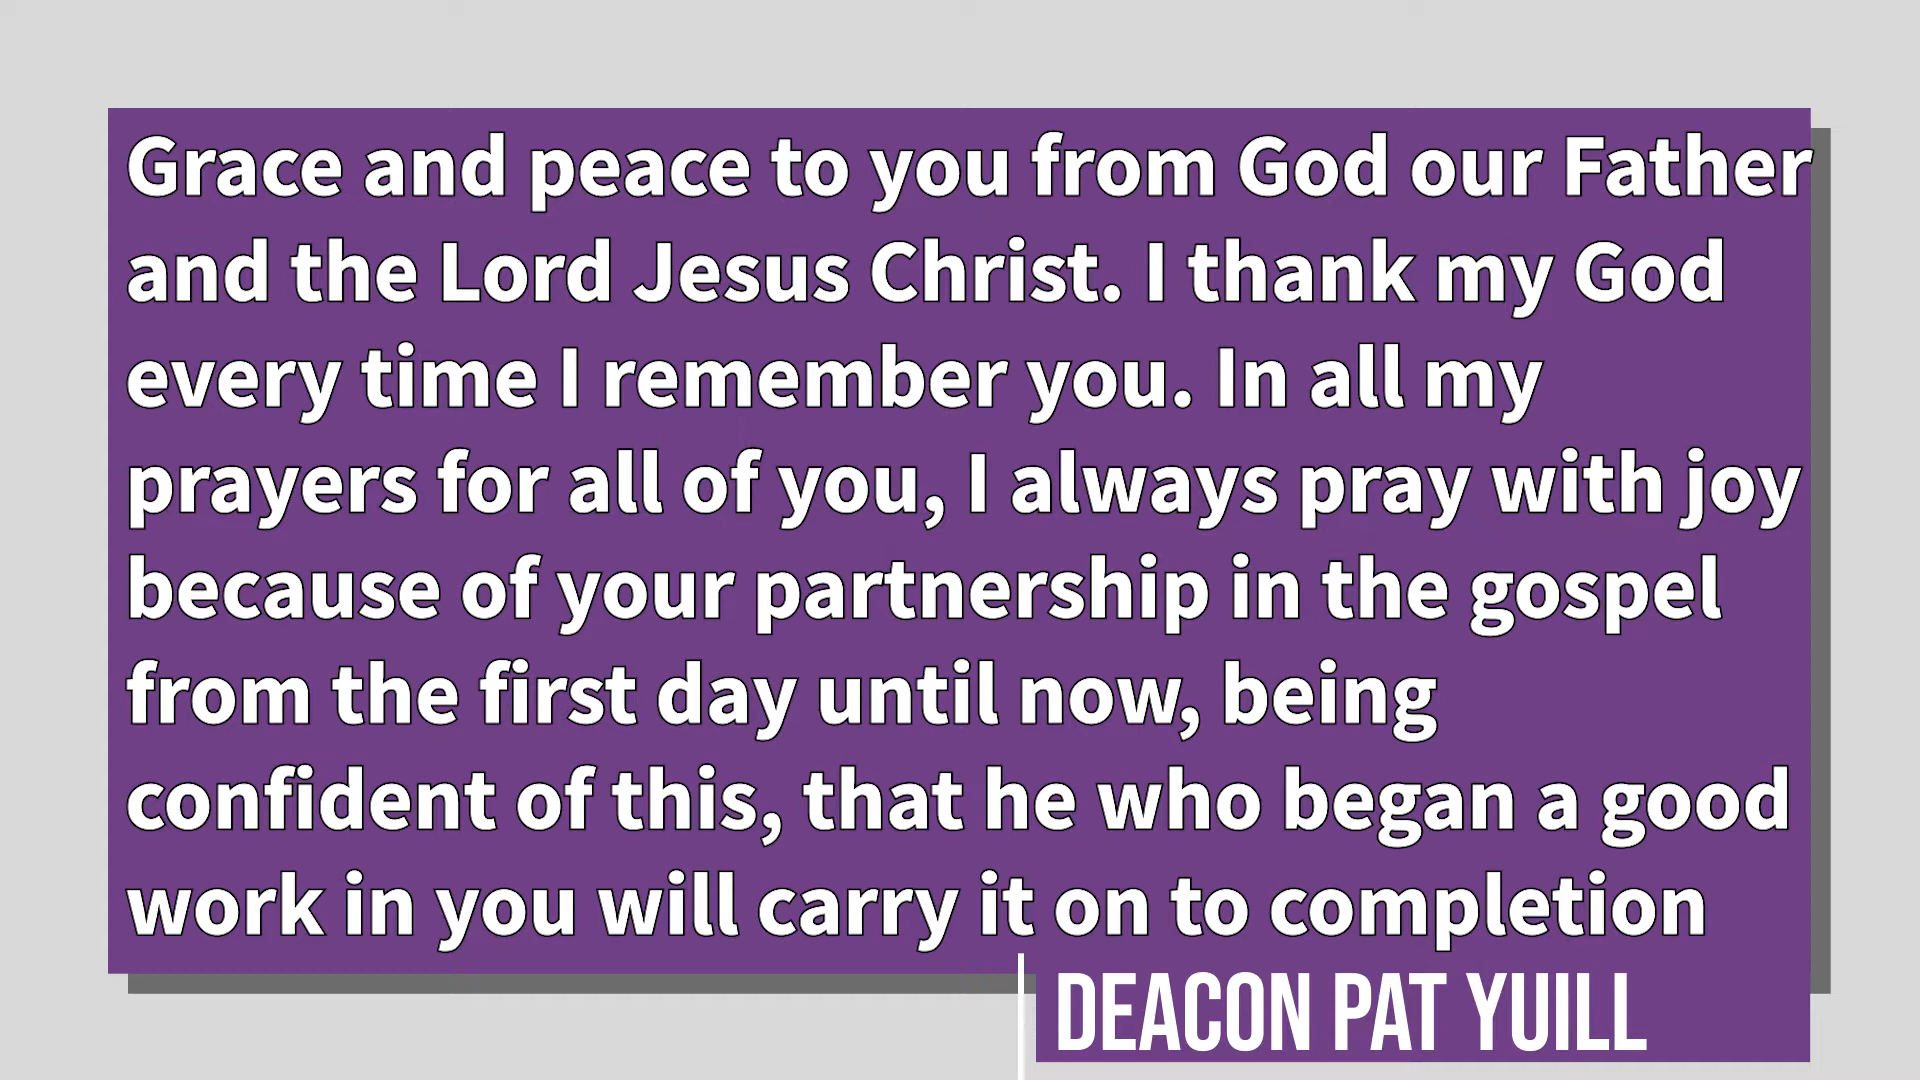 Grace and peace to you from God our Father
and the Lord Jesus Christ. I thank my God
every time I remember you. In all my
prayers for all of you, I always pray with joy
because of your partnership in the gospel
from the first day until now, being
confident of this, that he who began a good
work in you will carry it on to completion
DEACON PAT YUILL